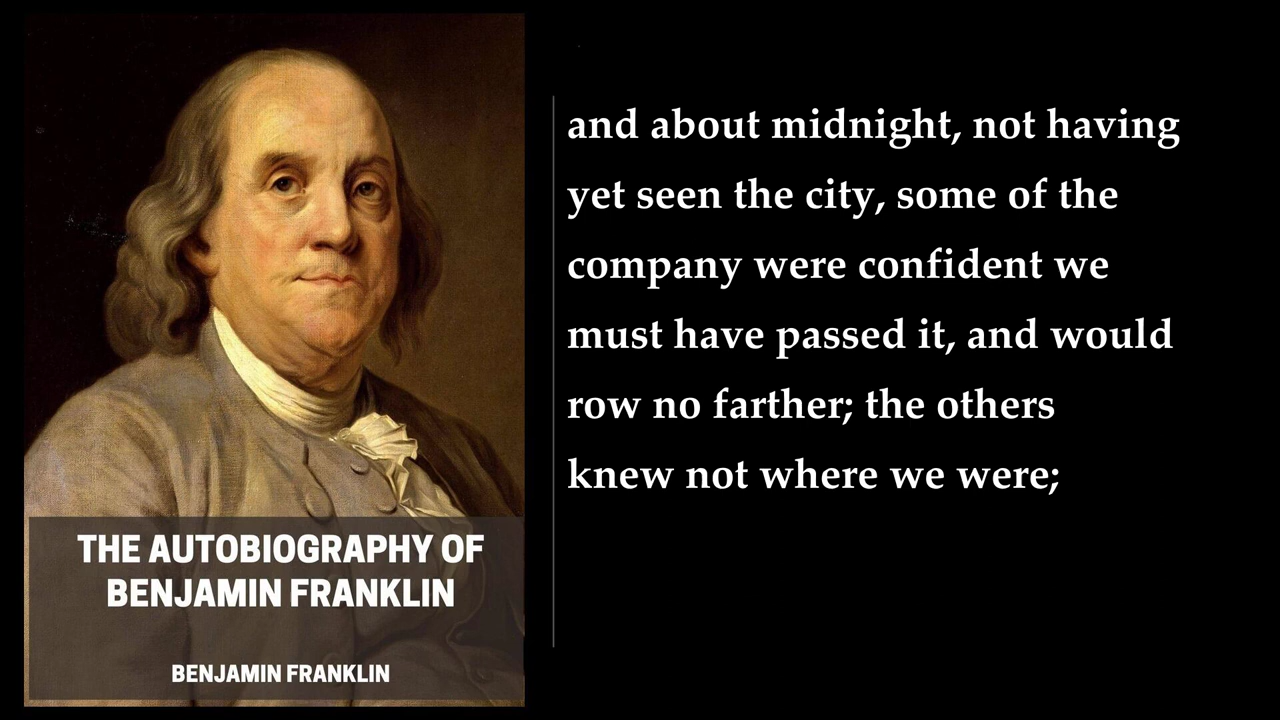 THE AUTOBIOGRAPHY OF
BENJAMIN FRANKLIN
BENJAMIN FRANKLIN
and about midnight, not having
yet seen the city, some of the
company were confident we
must have passed it, and would
row no farther; the others
knew not where we were;